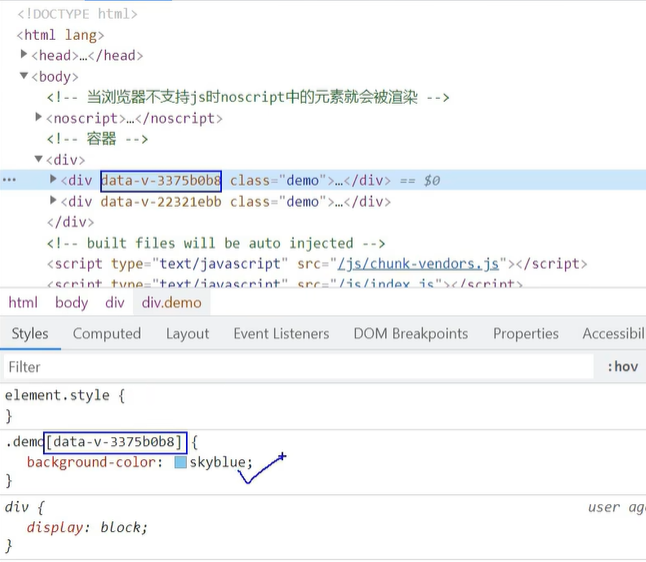 <!DOCTYPE html>
<html lang>
<head>…</head>
<body>
<!-- 当浏览器不支持js时noscript中的元素就会被渲染 -->
<noscript>…</noscript>
<!-- 容器 -->
<div>
<div data-v-3375b0b8 class="demo">…</div> == $0
<div data-v-22321ebb class="demo">…</div>
</div>
<!-- built files will be auto injected -->
<script type="text/javascript" src="/js/chunk-vendors.js"></script>
<script type="text/javascript" src="/js/index.js"></script>
html body div div.demo
Styles Computed Layout Event Listeners DOM Breakpoints Properties Accessibil
Filter :hov
element.style {
}
.demo[data-v-3375b0b8] {
background-color: skyblue;
}
div { user ag
display: block;
}